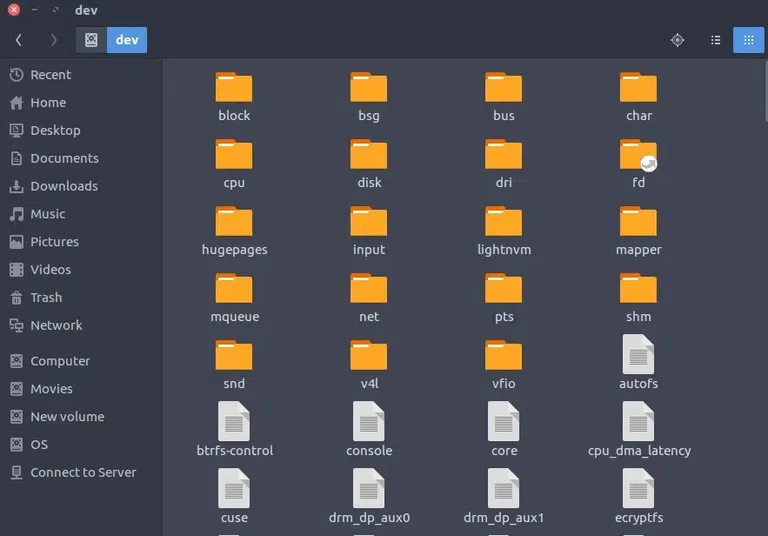 dev
dev
Recent
Home
Desktop
Documents
Downloads
Music
Pictures
Videos
Trash
Network
Computer
Movies
New volume
OS
Connect to Server
block bsg bus char
cpu disk dri fd
hugepages input lightnvm mapper
mqueue net pts shm
snd v4l vfio autofs
btrfs-control console core cpu_dma_latency
cuse drm_dp_aux0 drm_dp_aux1 ecryptfs